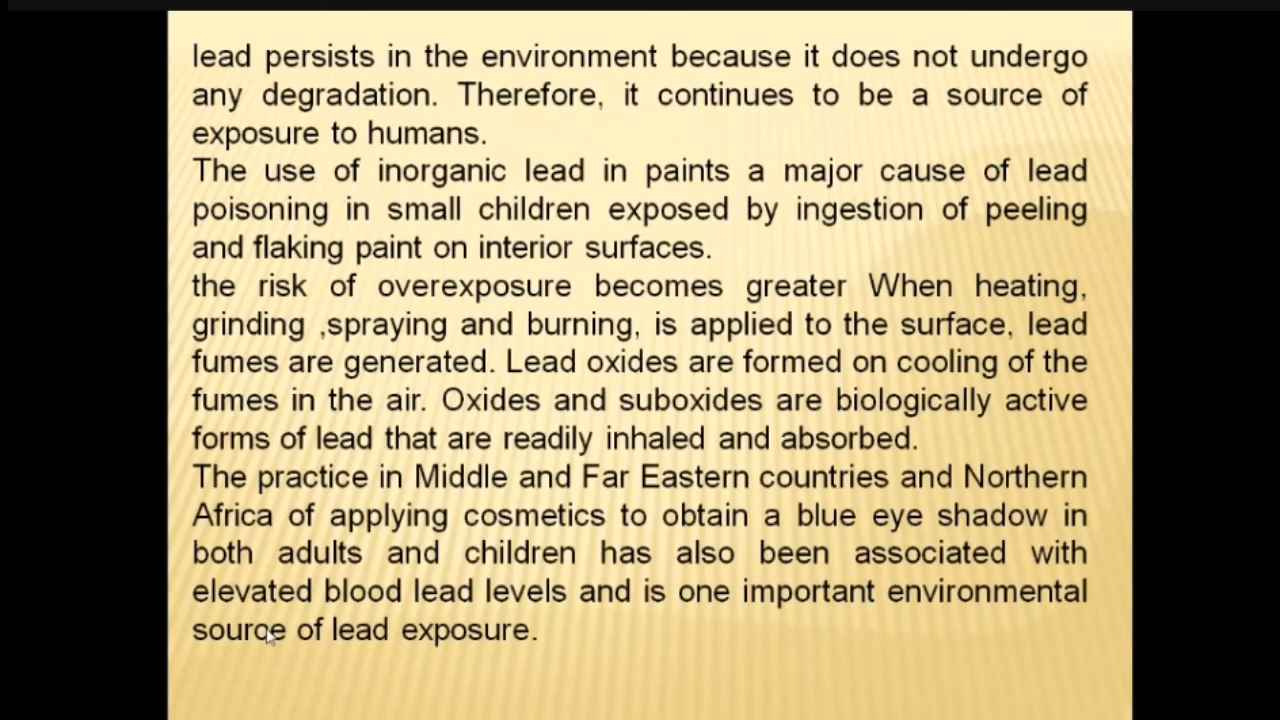 lead persists in the environment because it does not undergo
any degradation. Therefore, it continues to be a source of
exposure to humans.
The use of inorganic lead in paints a major cause of lead
poisoning in small children exposed by ingestion of peeling
and flaking paint on interior surfaces.
the risk of overexposure becomes greater When heating,
grinding ,spraying and burning, is applied to the surface, lead
fumes are generated. Lead oxides are formed on cooling of the
fumes in the air. Oxides and suboxides are biologically active
forms of lead that are readily inhaled and absorbed.
The practice in Middle and Far Eastern countries and Northern
Africa of applying cosmetics to obtain a blue eye shadow in
both adults and children has also been associated with
elevated blood lead levels and is one important environmental
source of lead exposure.